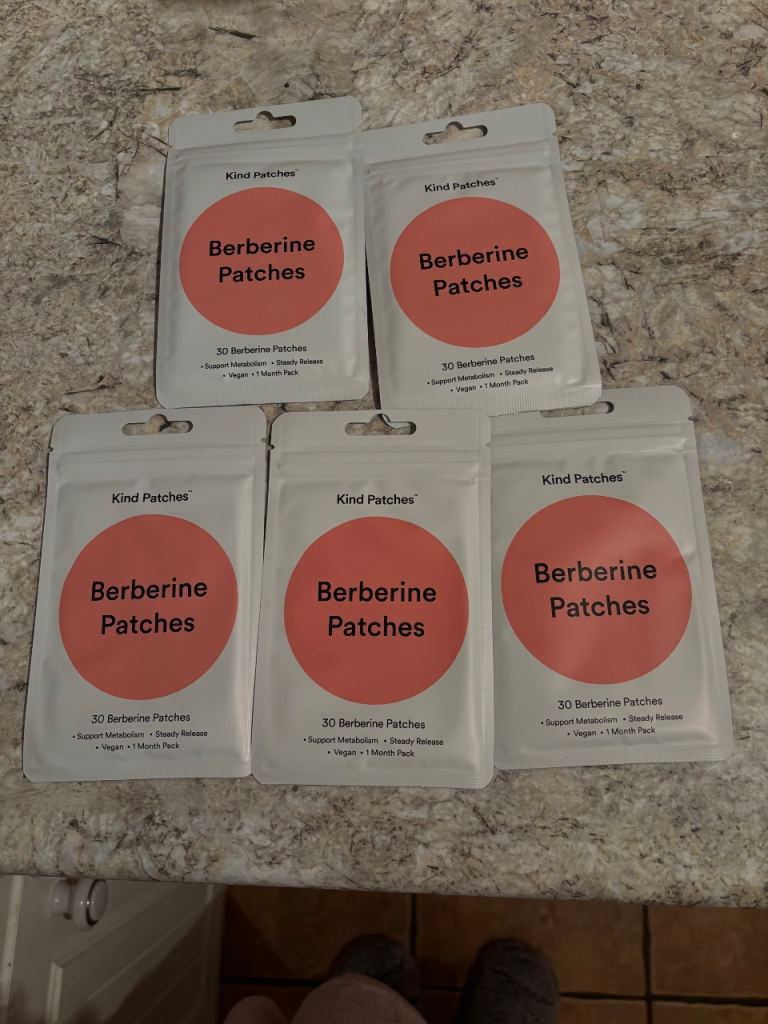 Kind Patches™
Berberine
Patches
30 Berberine Patches
• Support Metabolism • Steady Release
• Vegan • 1 Month Pack
Kind Patches™
Berberine
Patches
30 Berberine Patches
• Support Metabolism • Steady Release
• Vegan • 1 Month Pack
Kind Patches™
Berberine
Patches
30 Berberine Patches
• Support Metabolism • Steady Release
• Vegan • 1 Month Pack
Kind Patches™
Berberine
Patches
30 Berberine Patches
• Support Metabolism • Steady Release
• Vegan • 1 Month Pack
Kind Patches™
Berberine
Patches
30 Berberine Patches
• Support Metabolism • Steady Release
• Vegan • 1 Month Pack